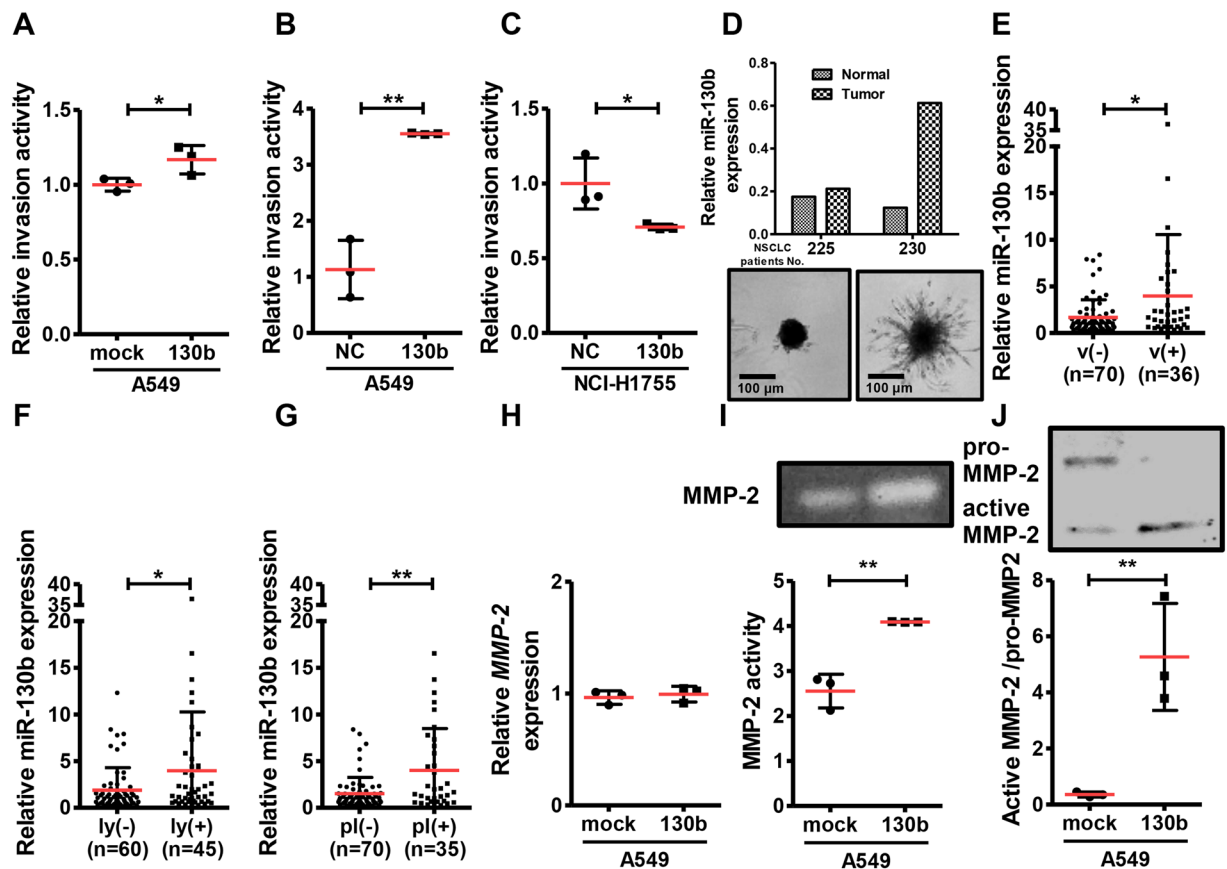 A
Relative invasion activity
1.5
1.0
0.5
0.0
*
mock 130b
A549
B
Relative invasion activity
4
3
2
1
0
**
NC 130b
A549
C
Relative invasion activity
1.5
1.0
0.5
0.0
*
NC 130b
NCI-H1755
D
Relative miR-130b
expression
0.8
0.6
0.4
0.2
0.0
Normal
Tumor
NSCLC
patients No.
225 230
100 µm
100 µm
E
Relative miR-130b expression
40
35
20
15
10
5
0
*
v(-) v(+)
(n=70) (n=36)
F
Relative miR-130b expression
40
35
20
15
10
5
0
*
ly(-) ly(+)
(n=60) (n=45)
G
Relative miR-130b expression
40
35
20
15
10
5
0
**
pl(-) pl(+)
(n=70) (n=35)
H
Relative MMP-2
expression
2
1
0
mock 130b
A549
I
MMP-2
MMP-2 activity
5
4
3
2
1
0
**
mock 130b
A549
J
pro-
MMP-2
active
MMP-2
Active MMP-2 /pro-MMP2
8
6
4
2
0
**
mock 130b
A549